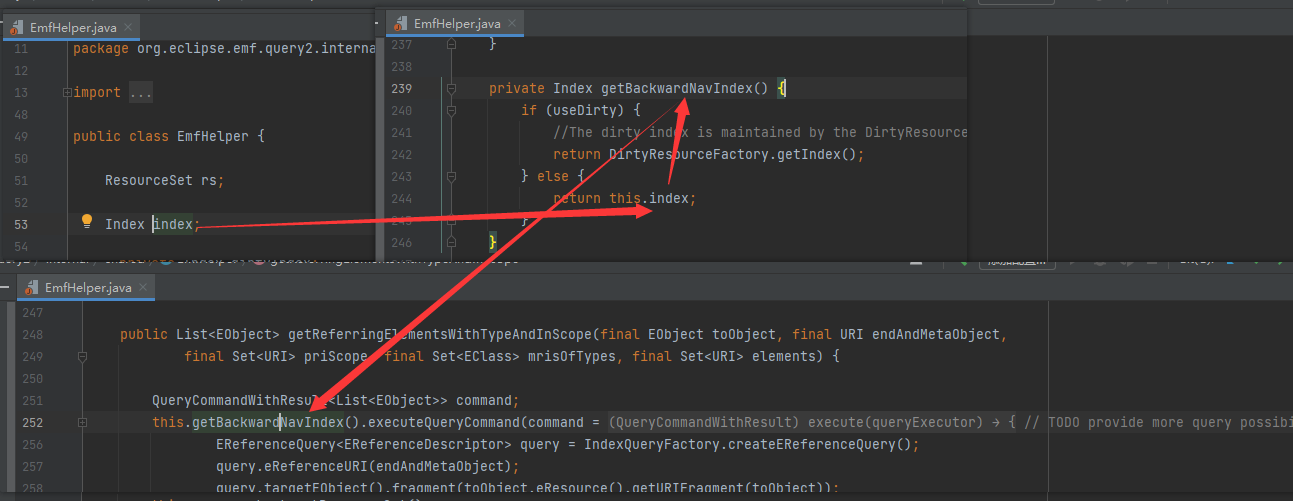 EmfHelper.java
11 package org.eclipse.emf.query2.interna
12
13 import ...
48
49 public class EmfHelper {
50
51 ResourceSet rs;
52
53 Index index;
54
EmfHelper.java
237 }
238
239 private Index getBackwardNavIndex() {
240 if (useDirty) {
241 //The dirty index is maintained by the DirtyResource
242 return DirtyResourceFactory.getIndex();
243 } else {
244 return this.index;
245 }
246 }
EmfHelper.java
247
248 public List<EObject> getReferringElementsWithTypeAndInScope(final EObject toObject, final URI endAndMetaObject,
249 final Set<URI> priScope, final Set<EClass> mrisOfTypes, final Set<URI> elements) {
250
251 QueryCommandWithResult<List<EObject>> command;
252 this.getBackwardNavIndex().executeQueryCommand(command = (QueryCommandWithResult) execute(queryExecutor) → { // TODO provide more query possibi
256 EReferenceQuery<EReferenceDescriptor> query = IndexQueryFactory.createEReferenceQuery();
257 query.eReferenceURI(endAndMetaObject);
258 query.targetEObject().fragment(toObject.eResource().getURIFragment(toObject));